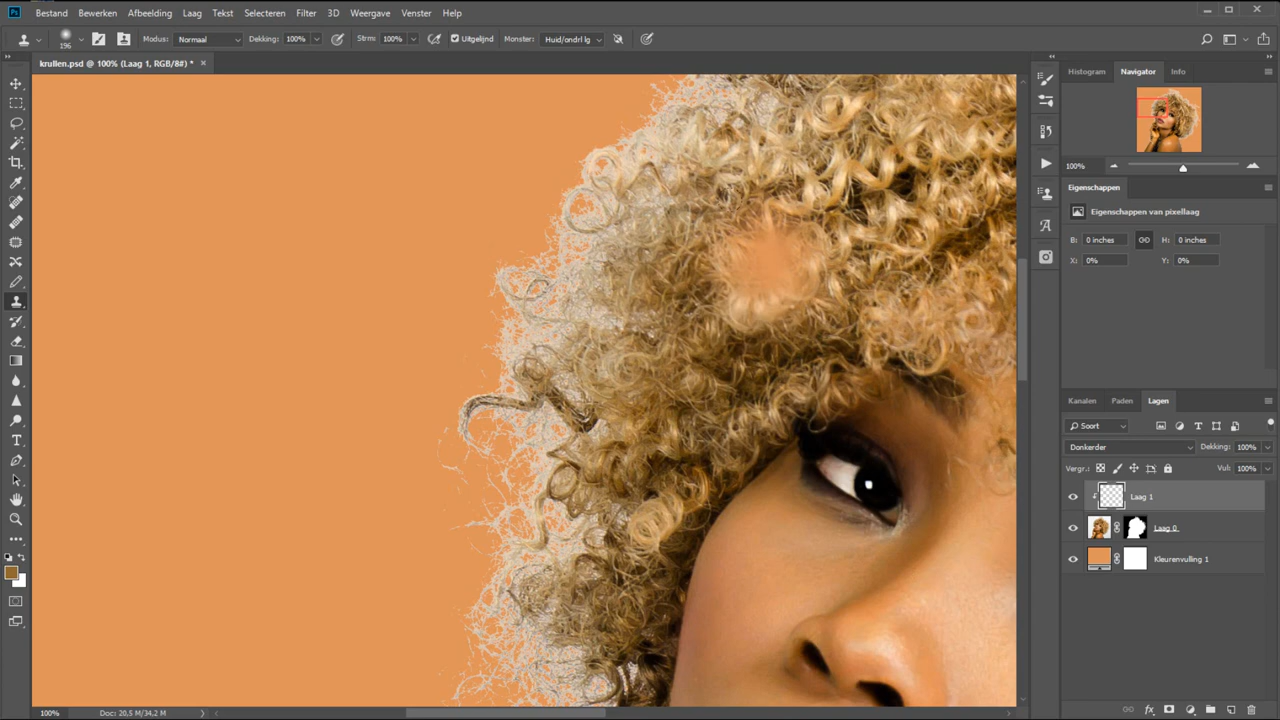 Ps Bestand Bewerken Afbeelding Laag Tekst Selecteren Filter 3D Weergave Venster Help
196 Modus: Normaal Dekking: 100% Strm: 100% Uitgelijnd Monster: Huid/ondrl lg
krullen.psd @ 100% (Laag 1, RGB/8#) * ×
Histogram Navigator Info
100%
Eigenschappen
Eigenschappen van pixellaag
B: 0 inches H: 0 inches
X: 0% Y: 0%
Kanalen Paden Lagen
Soort
Donkerder Dekking: 100%
Vergr.: Vul: 100%
Laag 1
Laag 0
Kleurenvulling 1
100% Doc: 20,5 M/34,2 M